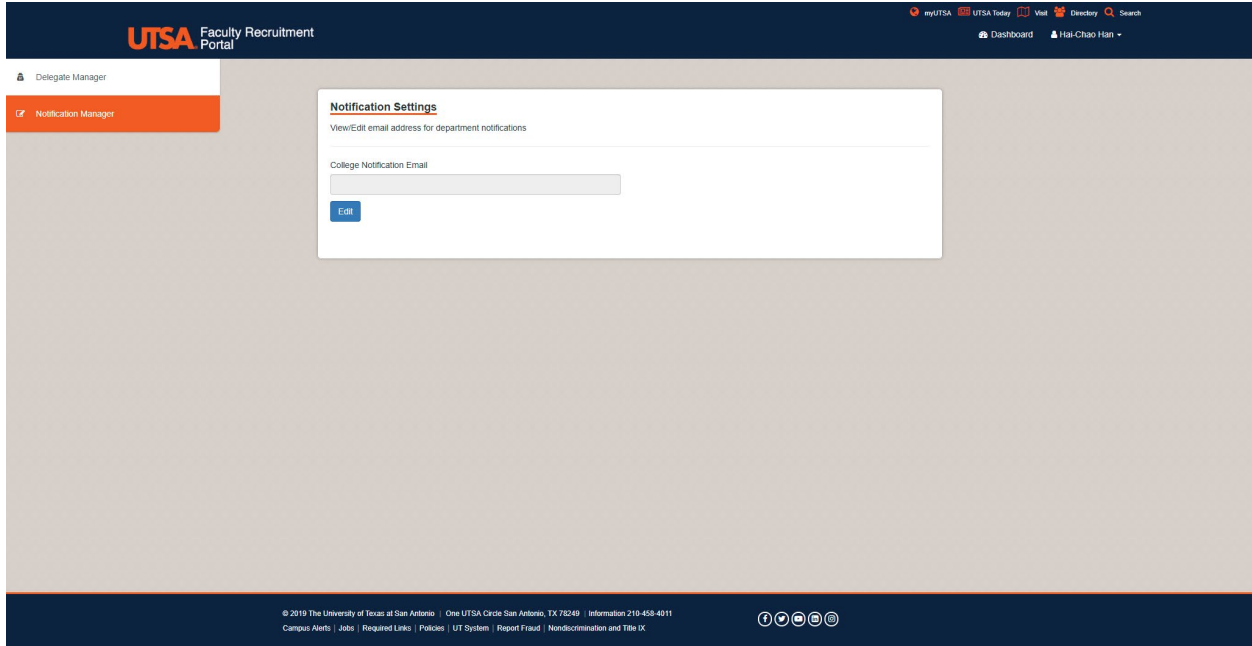 myUTSA UTSA Today Visit Directory Search
UTSA Faculty Recruitment
Portal
Dashboard Hai-Chao Han
Delegate Manager
Notification Manager
Notification Settings
View/Edit email address for department notifications
College Notification Email
Edit
© 2019 The University of Texas at San Antonio | One UTSA Circle San Antonio, TX 78249 | Information 210-458-4011
Campus Alerts | Jobs | Required Links | Policies | UT System | Report Fraud | Nondiscrimination and Title IX